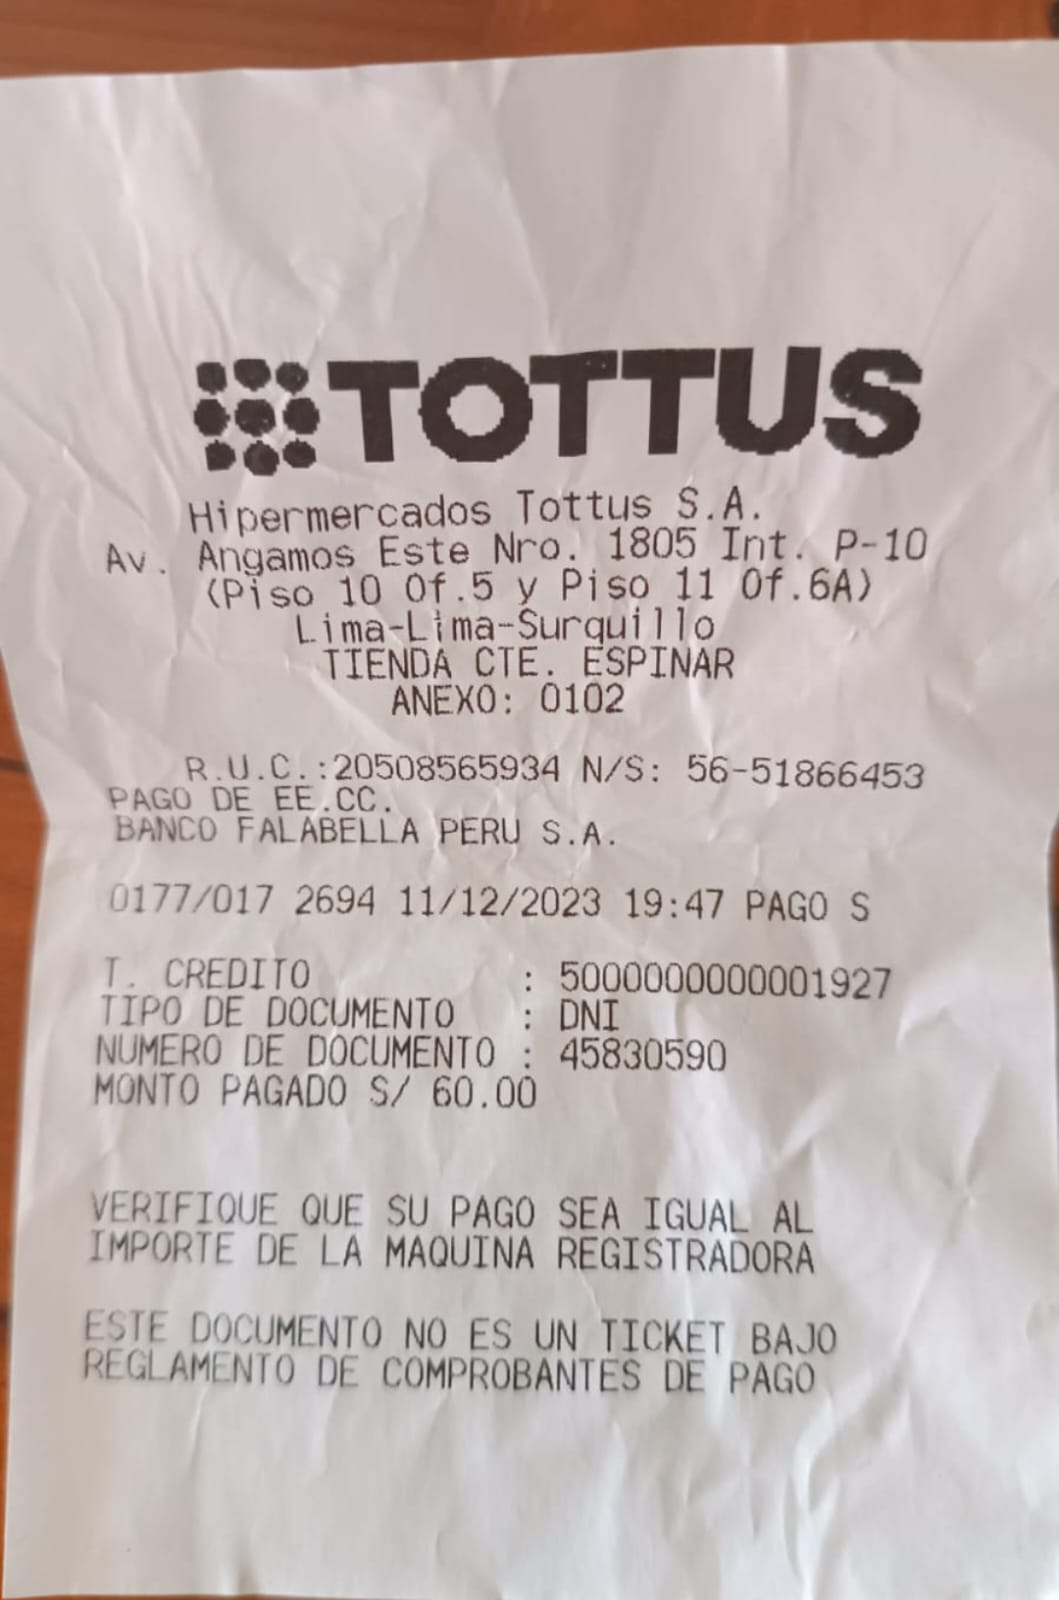 TOTTUS
Hipermercados Tottus S.A.
Av. Angamos Este Nro. 1805 Int. P-10
(Piso 10 Of.5 y Piso 11 Of.6A)
Lima-Lima-Surquillo
TIENDA CTE. ESPINAR
ANEXO: 0102
R.U.C.:20508565934 N/S: 56-51866453
PAGO DE EE.CC.
BANCO FALABELLA PERU S.A.
0177/017 2694 11/12/2023 19:47 PAGO S
T. CREDITO : 5000000000001927
TIPO DE DOCUMENTO : DNI
NUMERO DE DOCUMENTO : 45830590
MONTO PAGADO S/ 60.00
VERIFIQUE QUE SU PAGO SEA IGUAL AL
IMPORTE DE LA MAQUINA REGISTRADORA
ESTE DOCUMENTO NO ES UN TICKET BAJO
REGLAMENTO DE COMPROBANTES DE PAGO